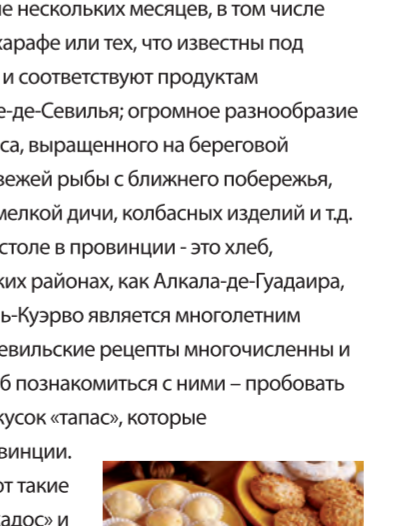 е нескольких месяцев, в том числе
карафе или тех, что известны под
и соответствуют продуктам
е-де-Севилья; огромное разнообразие
са, выращенного на береговой
вежей рыбы с ближнего побережья,
мелкой дичи, колбасных изделий и т.д.
столе в провинции - это хлеб,
ких районах, как Алкала-де-Гуадаира,
ь-Куэрво является многолетним
евильские рецепты многочисленны и
б познакомиться с ними – пробовать
кусок «тапас», которые
винции.
от такие
адос» и